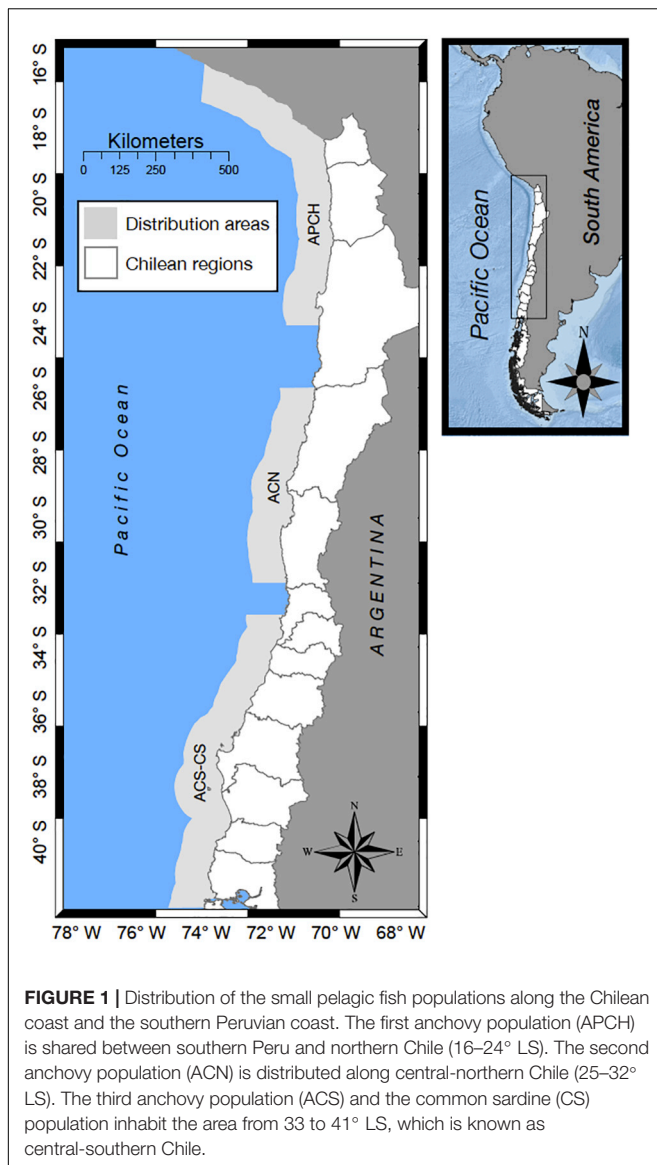 16° S
18° S
20° S
22° S
24° S
26° S
28° S
30° S
32° S
34° S
36° S
38° S
40° S
Kilometers
0 125 250 500
Distribution areas
Chilean regions
APCH
ACN
ACS-CS
Pacific Ocean
ARGENTINA
N
W E
S
78° W 76° W 74° W 72° W 70° W 68° W
Pacific Ocean
South America
N
FIGURE 1 | Distribution of the small pelagic fish populations along the Chilean
coast and the southern Peruvian coast. The first anchovy population (APCH)
is shared between southern Peru and northern Chile (16–24° LS). The second
anchovy population (ACN) is distributed along central-northern Chile (25–32°
LS). The third anchovy population (ACS) and the common sardine (CS)
population inhabit the area from 33 to 41° LS, which is known as
central-southern Chile.